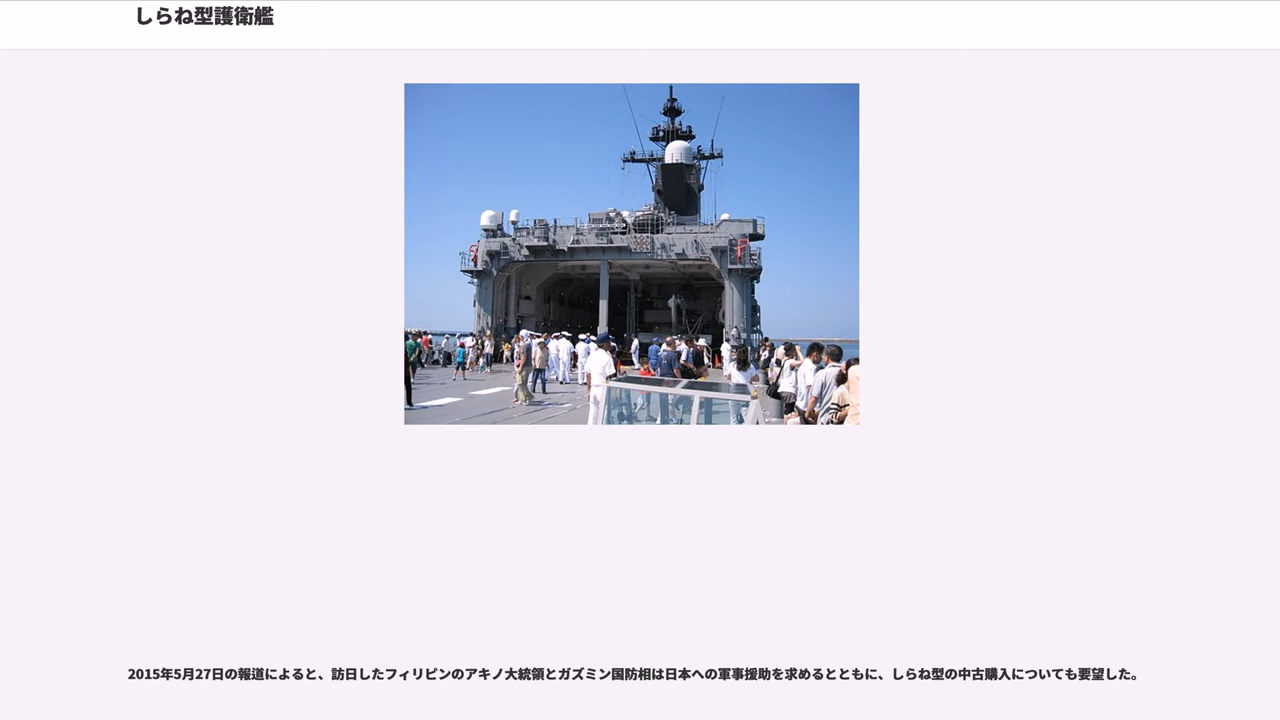 しらね型護衛艦
2015年5月27日の報道によると、訪日したフィリピンのアキノ大統領とガズミン国防相は日本への軍事援助を求めるとともに、しらね型の中古購入についても要望した。